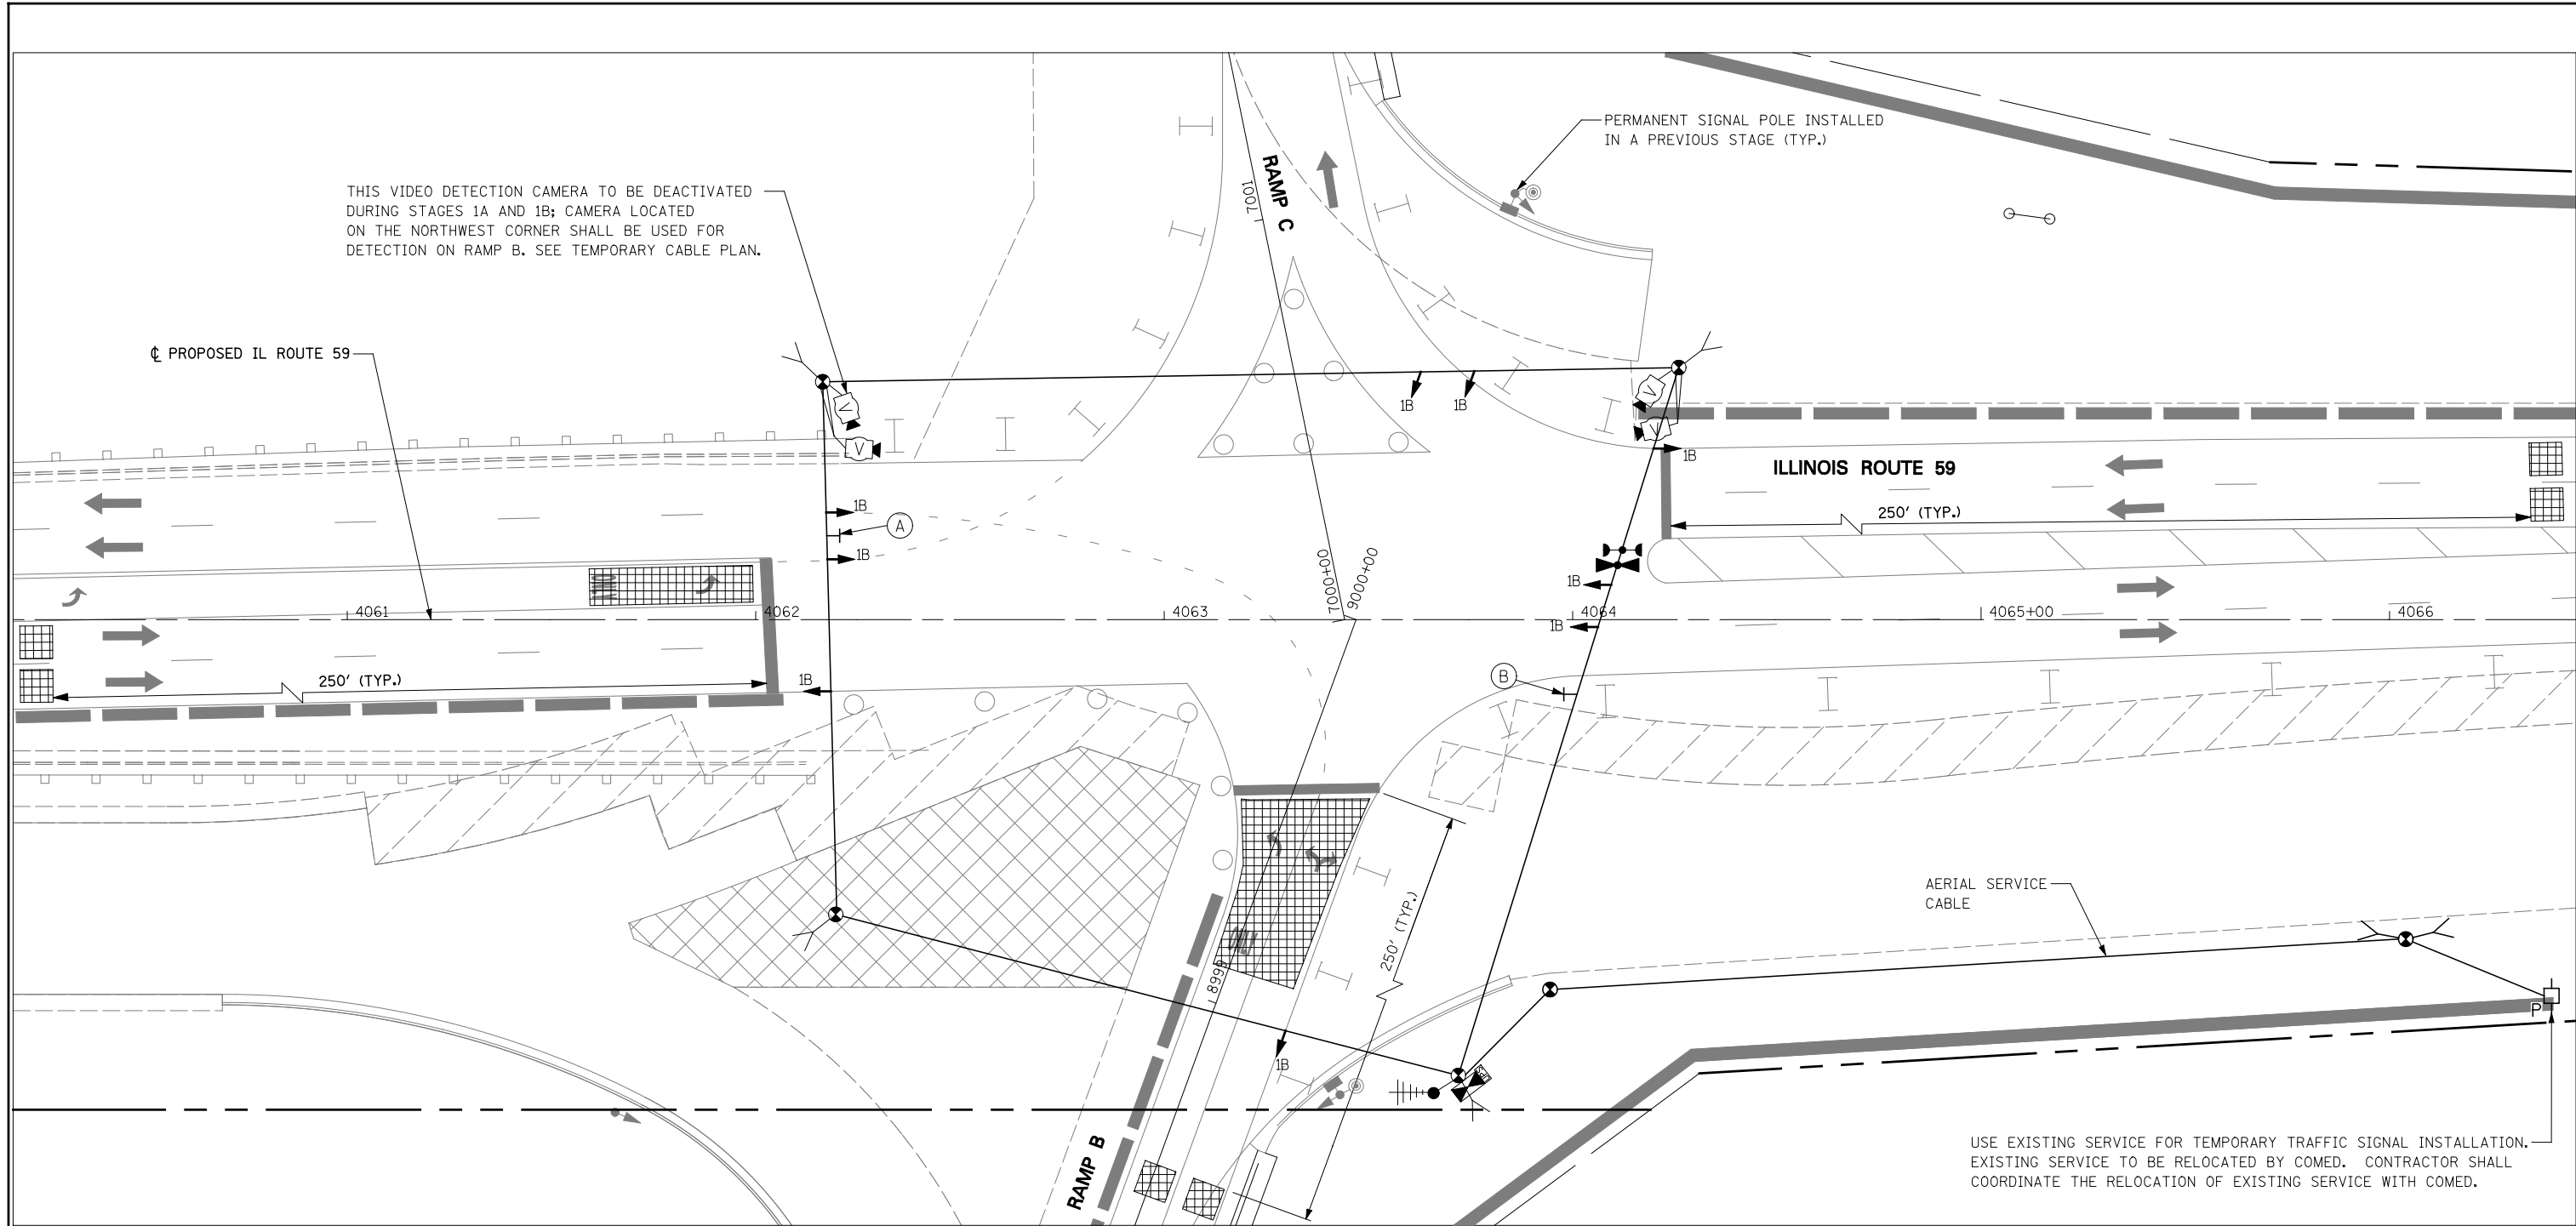 PERMANENT SIGNAL POLE INSTALLED
IN A PREVIOUS STAGE (TYP.)
THIS VIDEO DETECTION CAMERA TO BE DEACTIVATED
DURING STAGES 1A AND 1B; CAMERA LOCATED
ON THE NORTHWEST CORNER SHALL BE USED FOR
DETECTION ON RAMP B. SEE TEMPORARY CABLE PLAN.
RAMP C
7001
℄ PROPOSED IL ROUTE 59
V
V
V
V
1B
1B
1B
ILLINOIS ROUTE 59
250' (TYP.)
1B
A
1B
7000+00
9000+00
1B
4061
4062
4063
4064
4065+00
4066
1B
250' (TYP.)
1B
B
250' (TYP.)
8999
AERIAL SERVICE
CABLE
P
1B
RAMP B
USE EXISTING SERVICE FOR TEMPORARY TRAFFIC SIGNAL INSTALLATION.
EXISTING SERVICE TO BE RELOCATED BY COMED. CONTRACTOR SHALL
COORDINATE THE RELOCATION OF EXISTING SERVICE WITH COMED.